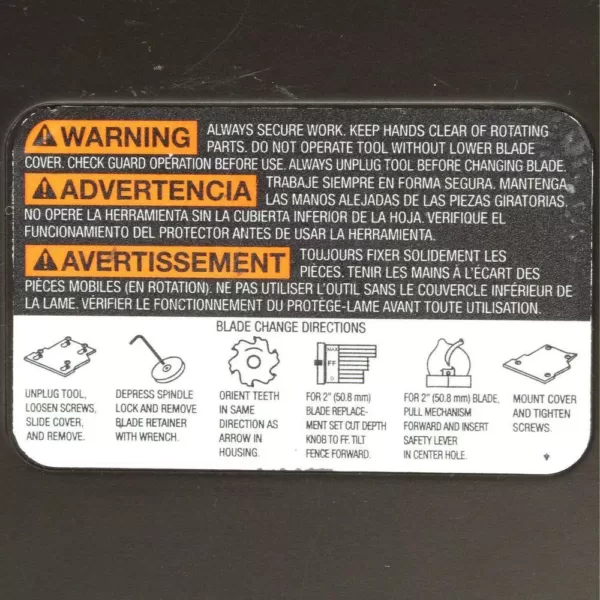 WARNING ALWAYS SECURE WORK. KEEP HANDS CLEAR OF ROTATING
PARTS. DO NOT OPERATE TOOL WITHOUT LOWER BLADE
COVER. CHECK GUARD OPERATION BEFORE USE. ALWAYS UNPLUG TOOL BEFORE CHANGING BLADE.
ADVERTENCIA TRABAJE SIEMPRE EN FORMA SEGURA. MANTENGA
LAS MANOS ALEJADAS DE LAS PIEZAS GIRATORIAS.
NO OPERE LA HERRAMIENTA SIN LA CUBIERTA INFERIOR DE LA HOJA. VERIFIQUE EL
FUNCIONAMIENTO DEL PROTECTOR ANTES DE USAR LA HERRAMIENTA.
AVERTISSEMENT TOUJOURS FIXER SOLIDEMENT LES
PIÈCES. TENIR LES MAINS À L'ÉCART DES
PIÈCES MOBILES (EN ROTATION). NE PAS UTILISER L'OUTIL SANS LE COUVERCLE INFÉRIEUR DE
LA LAME. VÉRIFIER LE FONCTIONNEMENT DU PROTÈGE-LAME AVANT TOUTE UTILISATION.
BLADE CHANGE DIRECTIONS
MAX
FF
UNPLUG TOOL,
LOOSEN SCREWS,
SLIDE COVER,
AND REMOVE.
DEPRESS SPINDLE
LOCK AND REMOVE
BLADE RETAINER
WITH WRENCH.
ORIENT TEETH
IN SAME
DIRECTION AS
ARROW IN
HOUSING.
FOR 2" (50.8 mm)
BLADE REPLACE-
MENT SET CUT DEPTH
KNOB TO FF. TILT
FENCE FORWARD.
FOR 2" (50.8 mm) BLADE,
PULL MECHANISM
FORWARD AND INSERT
SAFETY LEVER
IN CENTER HOLE.
MOUNT COVER
AND TIGHTEN
SCREWS.